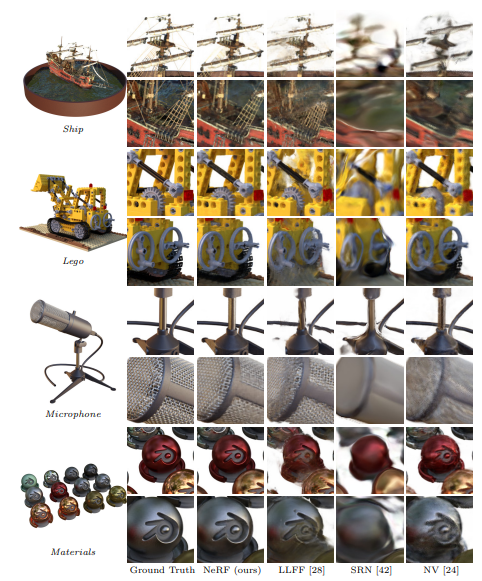 Ship
Lego
Microphone
Materials
Ground Truth NeRF (ours) LLFF [28] SRN [42] NV [24]